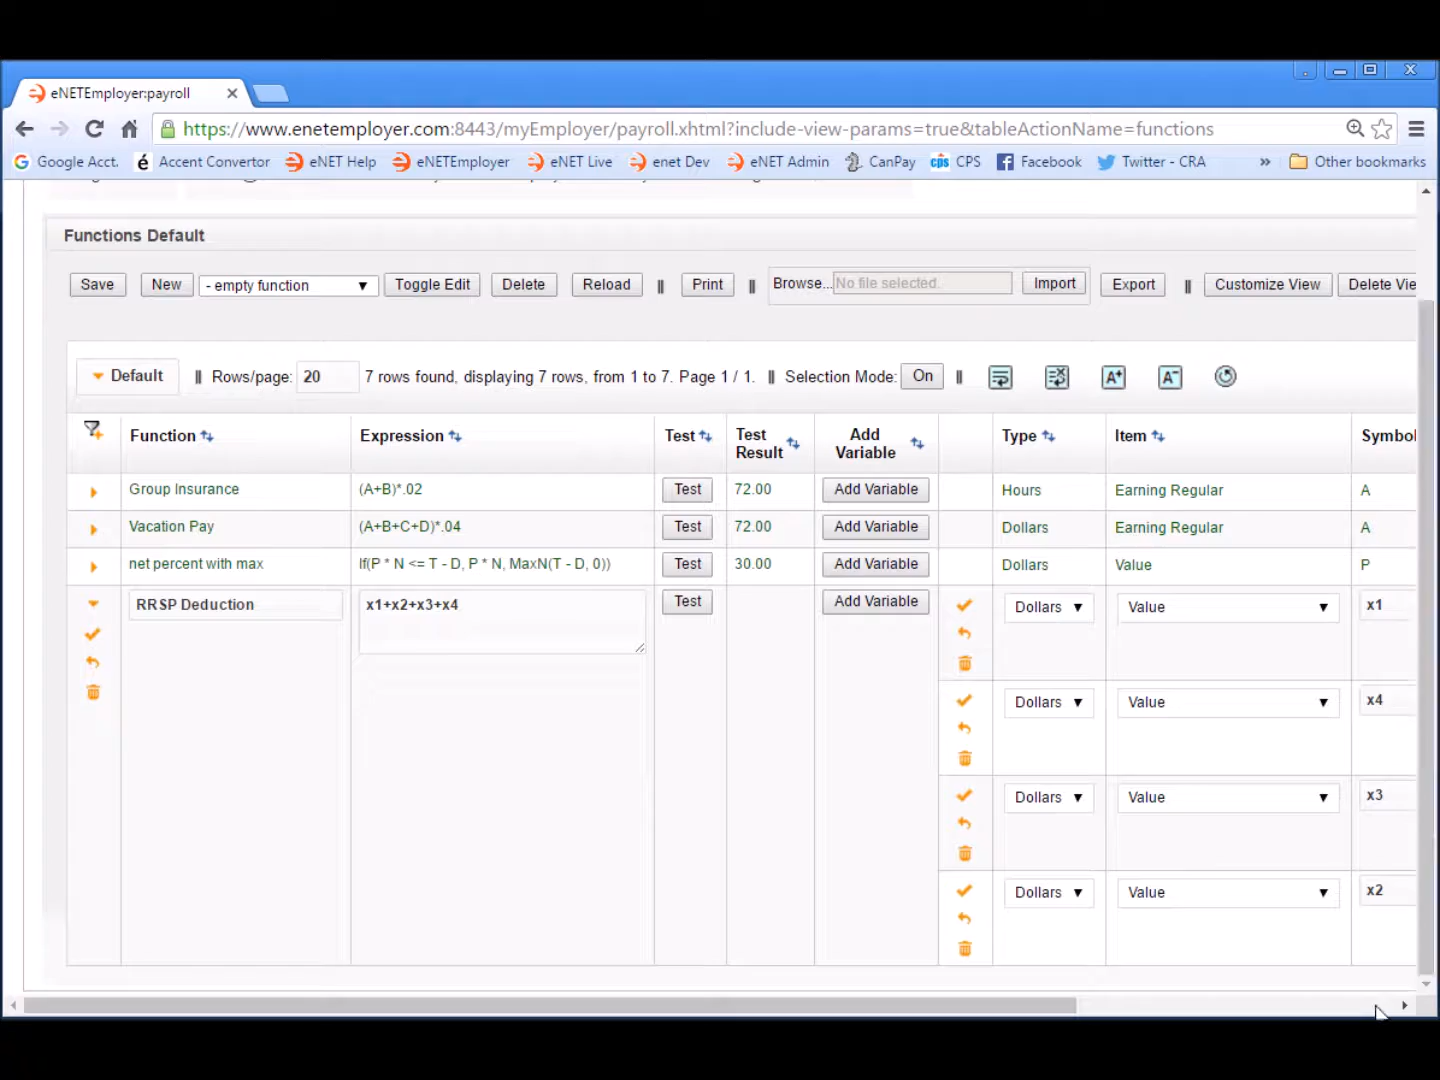 eNETEmployer:payroll
https://www.enetemployer.com:8443/myEmployer/payroll.xhtml?include-view-params=true&tableActionName=functions
Google Acct. Accent Convertor eNET Help eNETEmployer eNET Live enet Dev eNET Admin CanPay cps CPS Facebook Twitter - CRA » Other bookmarks
Functions Default
Save New - empty function Toggle Edit Delete Reload || Print || Browse... No file selected. Import Export || Customize View Delete Vie
Default || Rows/page: 20 7 rows found, displaying 7 rows, from 1 to 7. Page 1 / 1. || Selection Mode: On || A+ A-
Function Expression Test Test Result Add Variable Type Item Symbol
Group Insurance (A+B)*.02 Test 72.00 Add Variable Hours Earning Regular A
Vacation Pay (A+B+C+D)*.04 Test 72.00 Add Variable Dollars Earning Regular A
net percent with max If(P * N <= T - D, P * N, MaxN(T - D, 0)) Test 30.00 Add Variable Dollars Value P
RRSP Deduction x1+x2+x3+x4 Test Add Variable Dollars Value x1
Dollars Value x4
Dollars Value x3
Dollars Value x2